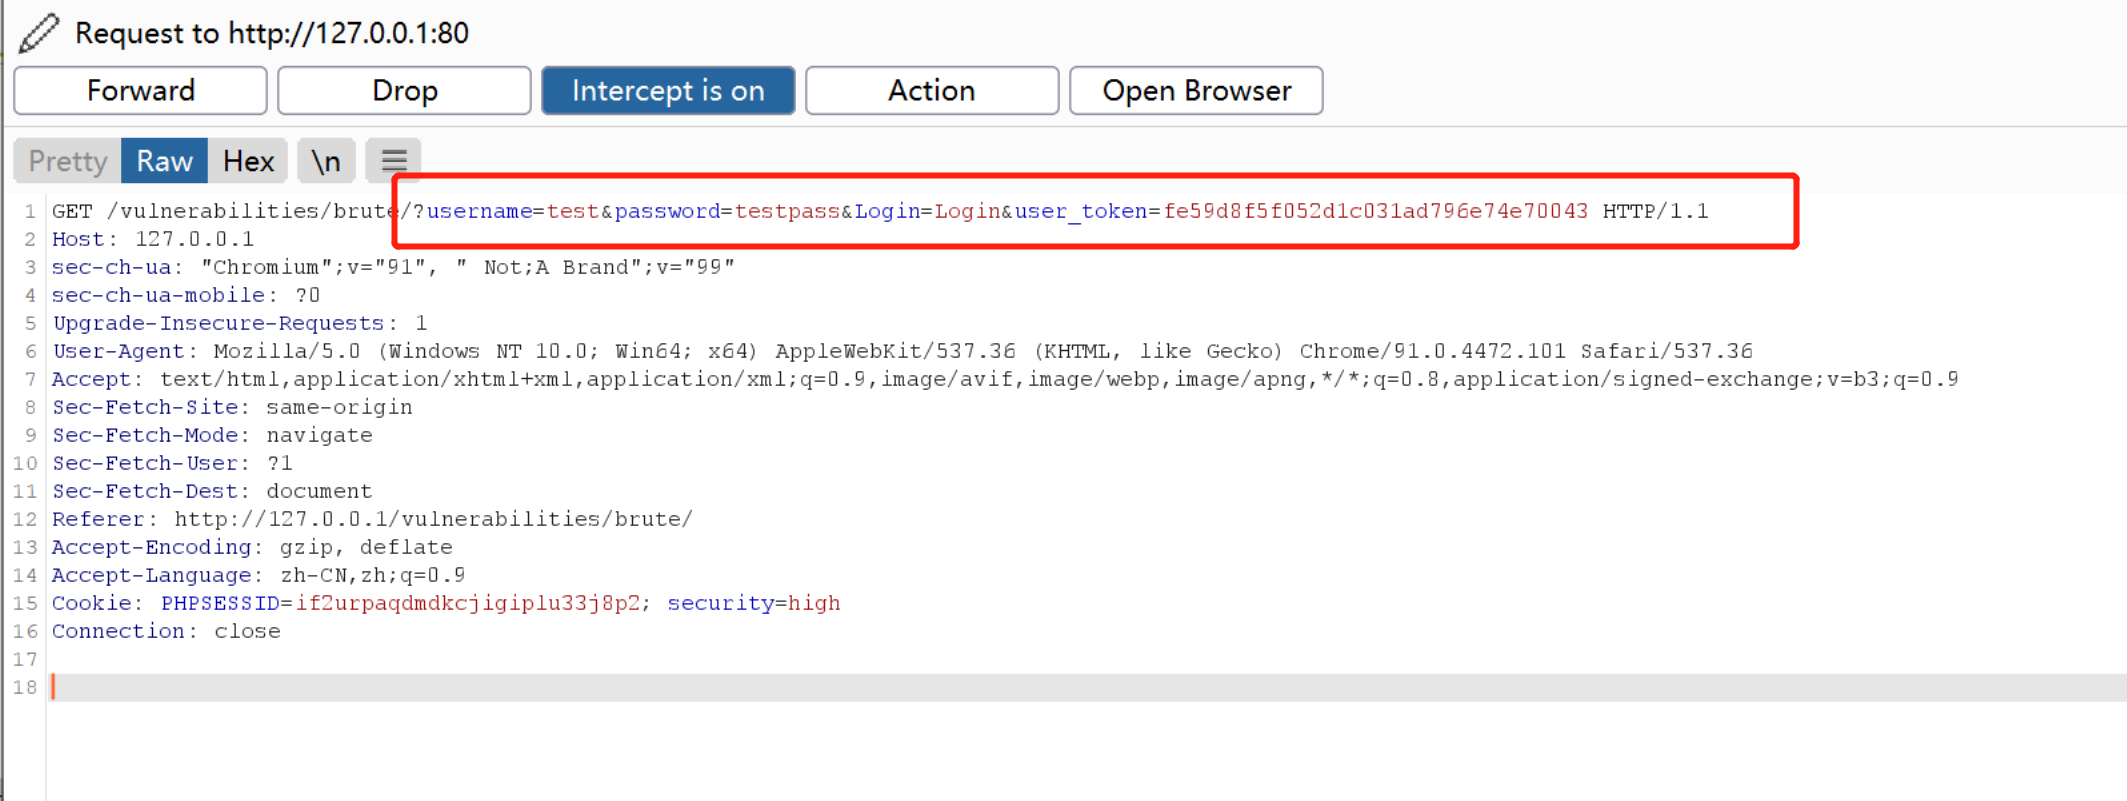 Request to http://127.0.0.1:80
Forward Drop Intercept is on Action Open Browser
Pretty Raw Hex \n
1 GET /vulnerabilities/brute/?username=test&password=testpass&Login=Login&user_token=fe59d8f5f052d1c031ad796e74e70043 HTTP/1.1
2 Host: 127.0.0.1
3 sec-ch-ua: "Chromium";v="91", " Not;A Brand";v="99"
4 sec-ch-ua-mobile: ?0
5 Upgrade-Insecure-Requests: 1
6 User-Agent: Mozilla/5.0 (Windows NT 10.0; Win64; x64) AppleWebKit/537.36 (KHTML, like Gecko) Chrome/91.0.4472.101 Safari/537.36
7 Accept: text/html,application/xhtml+xml,application/xml;q=0.9,image/avif,image/webp,image/apng,*/*;q=0.8,application/signed-exchange;v=b3;q=0.9
8 Sec-Fetch-Site: same-origin
9 Sec-Fetch-Mode: navigate
10 Sec-Fetch-User: ?1
11 Sec-Fetch-Dest: document
12 Referer: http://127.0.0.1/vulnerabilities/brute/
13 Accept-Encoding: gzip, deflate
14 Accept-Language: zh-CN,zh;q=0.9
15 Cookie: PHPSESSID=if2urpaqdmdkcjigiplu33j8p2; security=high
16 Connection: close
17
18